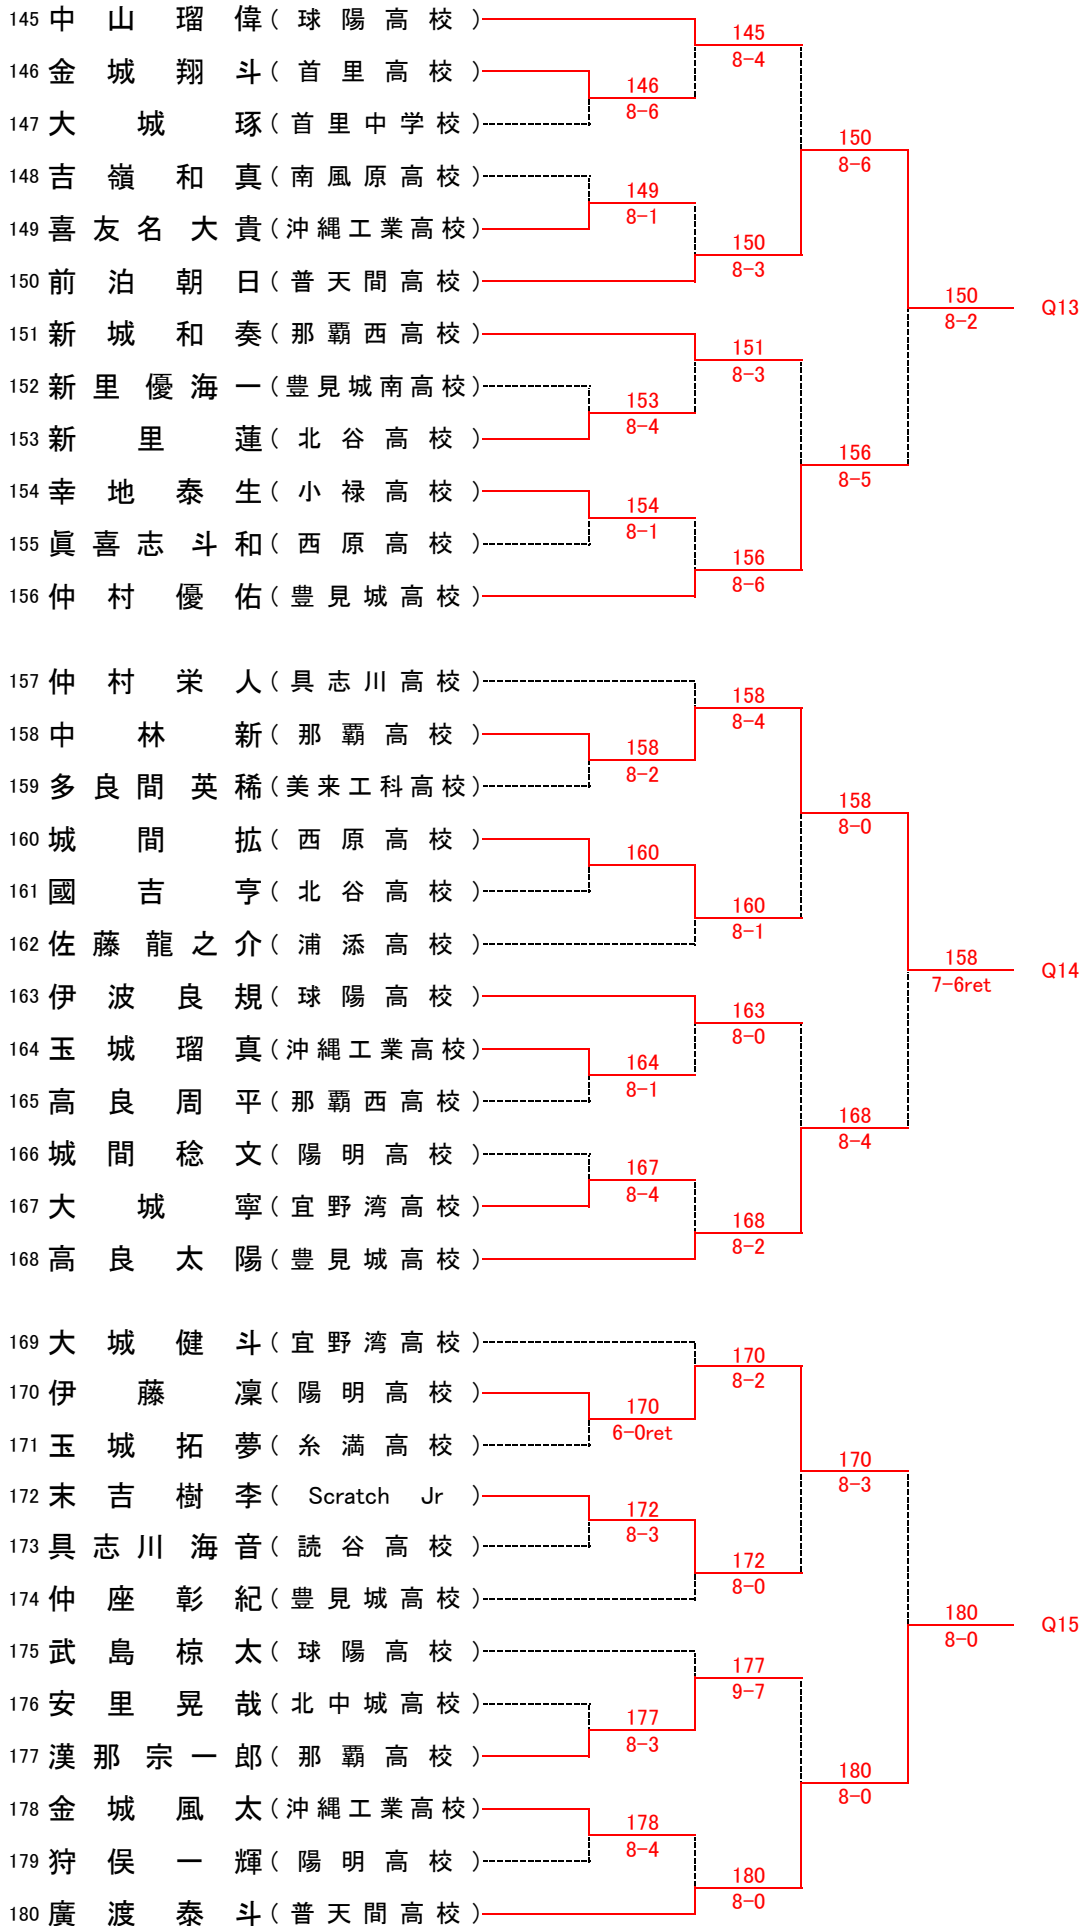 145 中山瑠偉 (球陽高校)
145
8-4
146 金城翔斗 (首里高校)
146
8-6
147 大城琢 (首里中学校)
150
8-6
148 吉嶺和真 (南風原高校)
149
8-1
149 喜友名大貴 (沖縄工業高校)
150
8-3
150 前泊朝日 (普天間高校)
150
8-2
Q13
151 新城和奏 (那覇西高校)
151
8-3
152 新里優海一 (豊見城南高校)
153
8-4
153 新里蓮 (北谷高校)
156
8-5
154 幸地泰生 (小禄高校)
154
8-1
155 眞喜志斗和 (西原高校)
156
8-6
156 仲村優佑 (豊見城高校)
157 仲村栄人 (具志川高校)
158
8-4
158 中林新 (那覇高校)
158
8-2
159 多良間英稀 (美来工科高校)
158
8-0
160 城間拡 (西原高校)
160
161 國吉亨 (北谷高校)
160
8-1
162 佐藤龍之介 (浦添高校)
158
7-6ret
Q14
163 伊波良規 (球陽高校)
163
8-0
164 玉城瑠真 (沖縄工業高校)
164
8-1
165 高良周平 (那覇西高校)
168
8-4
166 城間稔文 (陽明高校)
167
8-4
167 大城寧 (宜野湾高校)
168
8-2
168 高良太陽 (豊見城高校)
169 大城健斗 (宜野湾高校)
170
8-2
170 伊藤凜 (陽明高校)
170
6-0ret
171 玉城拓夢 (糸満高校)
170
8-3
172 末吉樹李 (Scratch Jr)
172
8-3
173 具志川海音 (読谷高校)
172
8-0
174 仲座彰紀 (豊見城高校)
180
8-0
Q15
175 武島椋太 (球陽高校)
177
9-7
176 安里晃哉 (北中城高校)
177
8-3
177 漢那宗一郎 (那覇高校)
180
8-0
178 金城風太 (沖縄工業高校)
178
8-4
179 狩俣一輝 (陽明高校)
180
8-0
180 廣渡泰斗 (普天間高校)